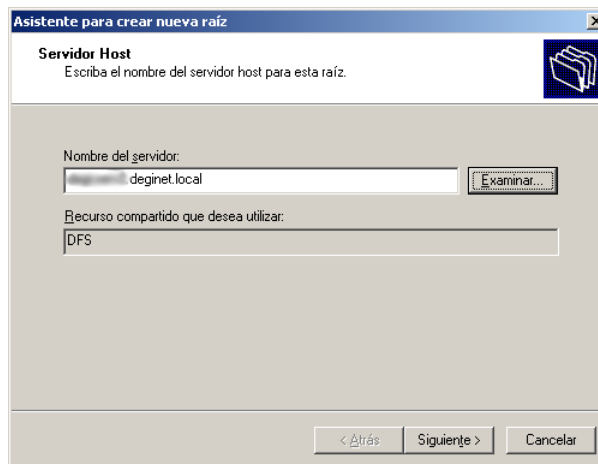 Asistente para crear nueva raíz
Servidor Host
Escriba el nombre del servidor host para esta raíz.
Nombre del servidor:
.deginet.local
Examinar...
Recurso compartido que desea utilizar:
DFS
< Atrás
Siguiente >
Cancelar